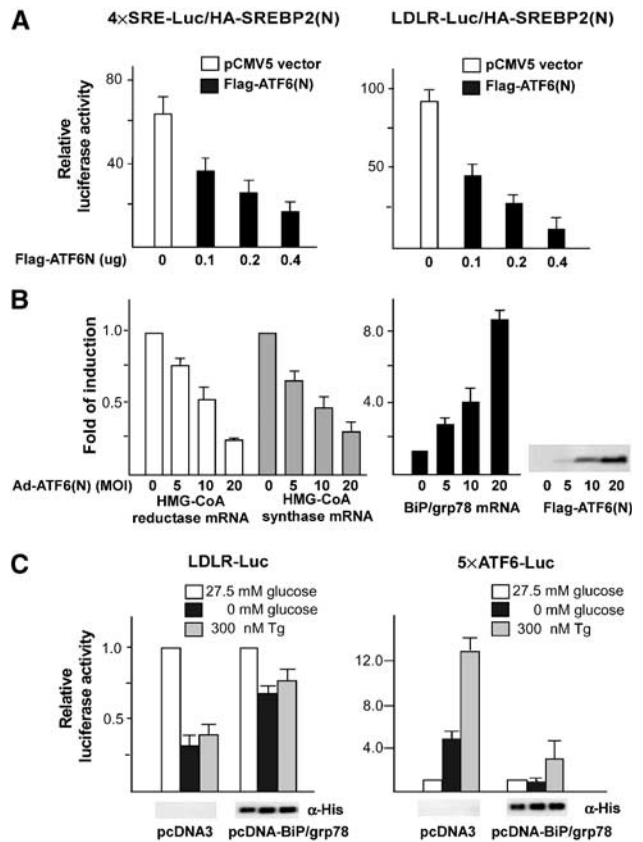 A
4×SRE-Luc/HA-SREBP2(N)
LDLR-Luc/HA-SREBP2(N)
pCMV5 vector
Flag-ATF6(N)
pCMV5 vector
Flag-ATF6(N)
Relative luciferase activity
80
40
100
50
Flag-ATF6N (ug) 0 0.1 0.2 0.4
0 0.1 0.2 0.4
B
Fold of induction
1.0
0.5
8.0
4.0
Ad-ATF6(N) (MOI) 0 5 10 20 0 5 10 20
0 5 10 20
0 5 10 20
HMG-CoA
reductase mRNA
HMG-CoA
synthase mRNA
BiP/grp78 mRNA
Flag-ATF6(N)
C
LDLR-Luc
5×ATF6-Luc
27.5 mM glucose
0 mM glucose
300 nM Tg
27.5 mM glucose
0 mM glucose
300 nM Tg
Relative
luciferase activity
1.0
0.5
12.0
8.0
4.0
α-His
α-His
pcDNA3
pcDNA-BiP/grp78
pcDNA3
pcDNA-BiP/grp78